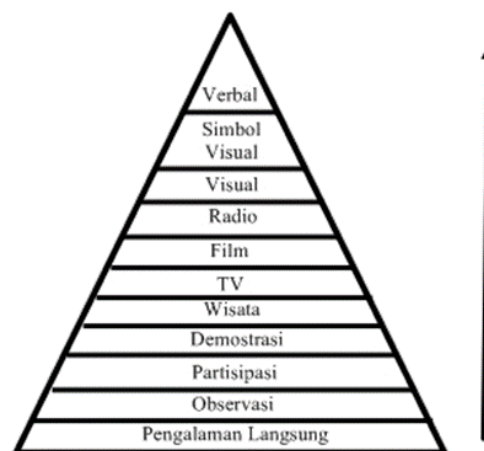 Verbal
Simbol
Visual
Visual
Radio
Film
TV
Wisata
Demostrasi
Partisipasi
Observasi
Pengalaman Langsung